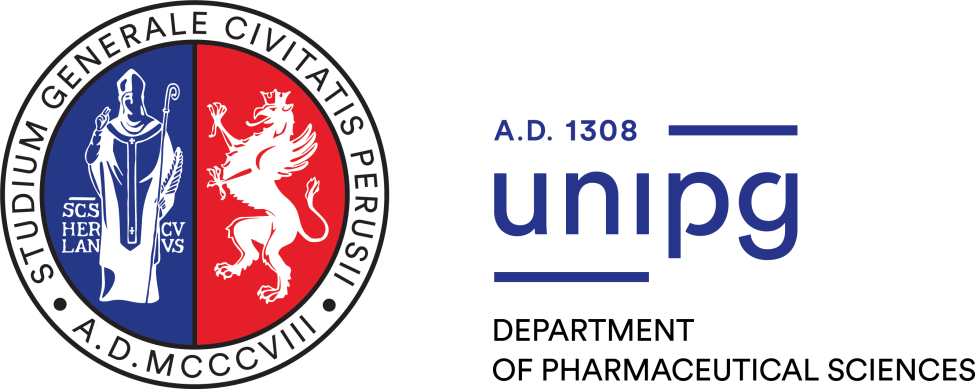 STUDIUM GENERALE CIVITATIS PERUSII
A.D. MCCCVIII
SCS
HER CV
LAN VS
A.D. 1308
unipg
DEPARTMENT
OF PHARMACEUTICAL SCIENCES